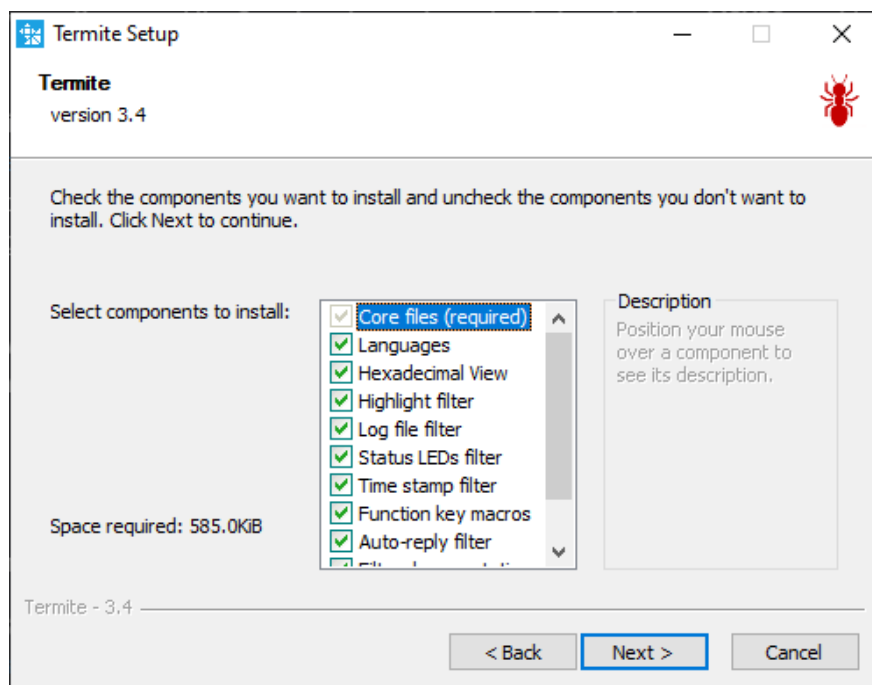 Termite Setup
Termite
version 3.4
Check the components you want to install and uncheck the components you don't want to
install. Click Next to continue.
Select components to install:
Core files (required)
Languages
Hexadecimal View
Highlight filter
Log file filter
Status LEDs filter
Time stamp filter
Function key macros
Auto-reply filter
Description
Position your mouse
over a component to
see its description.
Space required: 585.0KiB
Termite - 3.4
< Back
Next >
Cancel